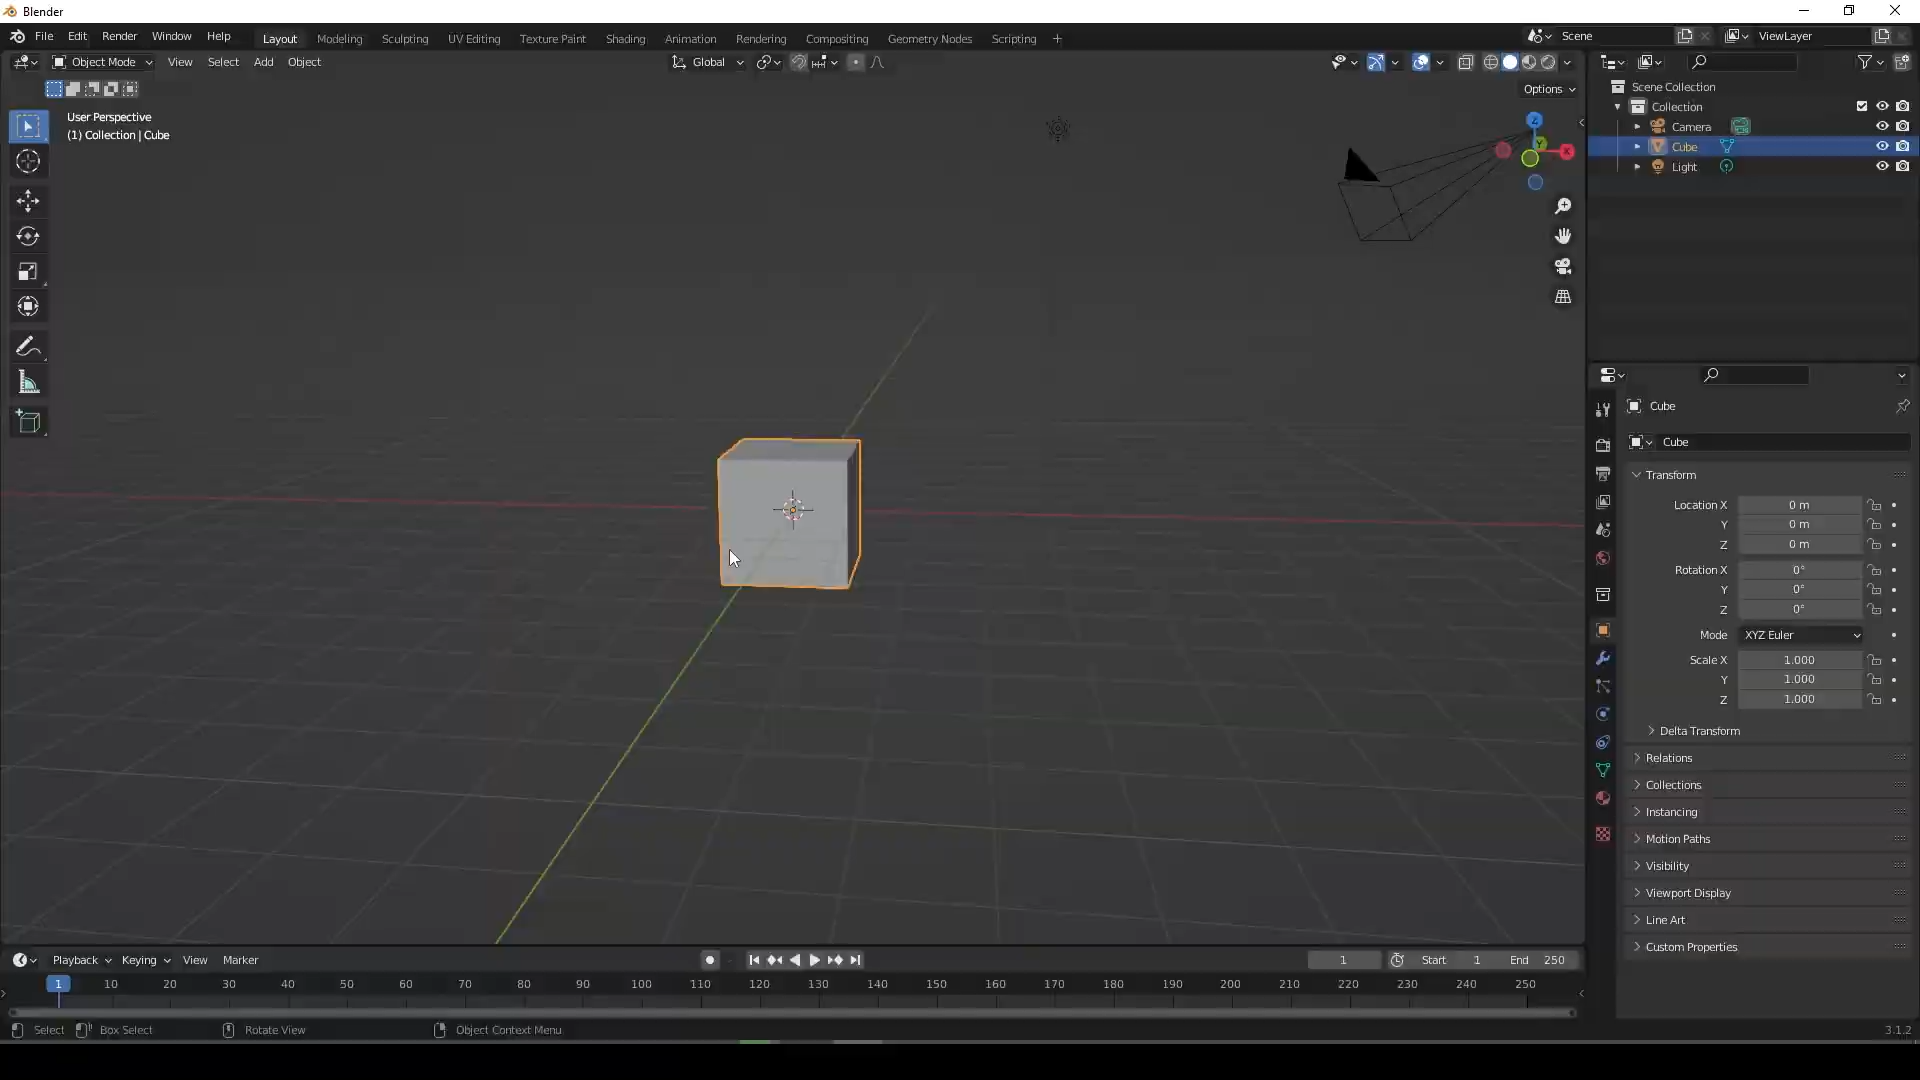 Blender
File Edit Render Window Help Layout Modeling Sculpting UV Editing Texture Paint Shading Animation Rendering Compositing Geometry Nodes Scripting + Scene ViewLayer
Object Mode View Select Add Object Global
Options
User Perspective
(1) Collection | Cube
Z
Y
X
Scene Collection
Collection
Camera
Cube
Light
Cube
Cube
Transform
Location X 0 m
Y 0 m
Z 0 m
Rotation X 0°
Y 0°
Z 0°
Mode XYZ Euler
Scale X 1.000
Y 1.000
Z 1.000
Delta Transform
Relations
Collections
Instancing
Motion Paths
Visibility
Viewport Display
Line Art
Custom Properties
Playback Keying View Marker 1 Start 1 End 250
1 10 20 30 40 50 60 70 80 90 100 110 120 130 140 150 160 170 180 190 200 210 220 230 240 250
Select Box Select Rotate View Object Context Menu 3.1.2